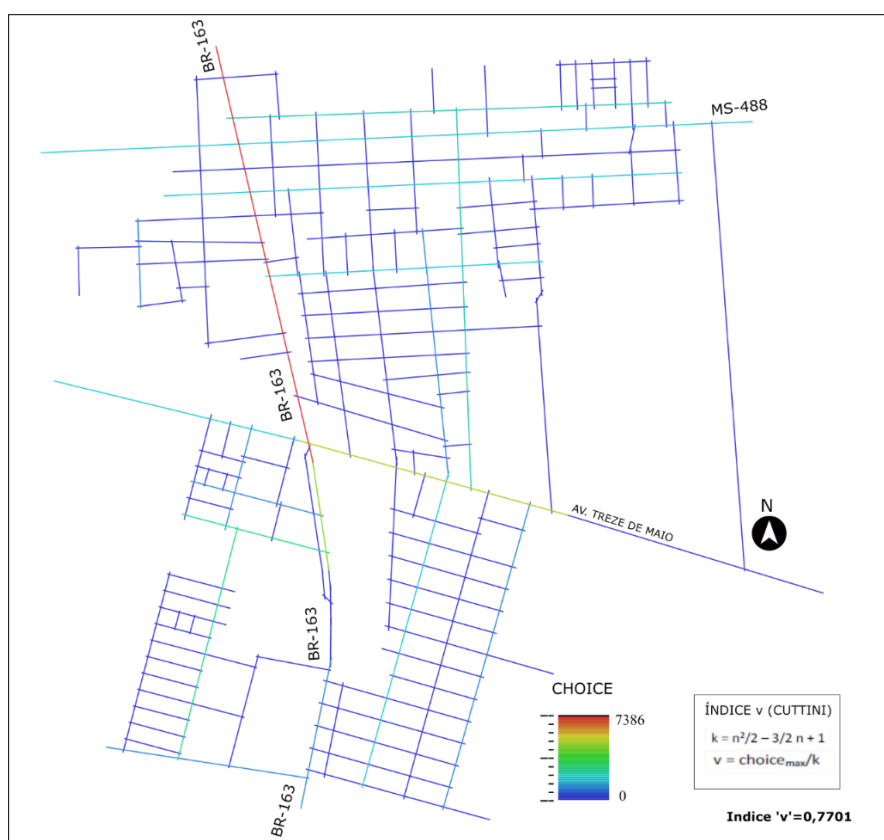 BR-163
MS-488
BR-163
N
AV. TREZE DE MAIO
BR-163
CHOICE
7386
0
ÍNDICE v (CUTTINI)
k = n²/2 – 3/2 n + 1
v = choiceₘₐₓ/k
BR-163
Indice 'v'=0,7701